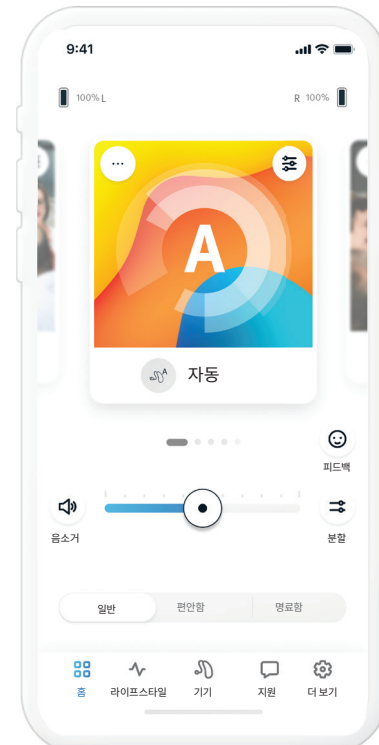 9:41
100% L
R 100%
A
A
자동
피드백
음소거
분할
일반
편안함
명료함
홈
라이프스타일
기기
지원
더 보기